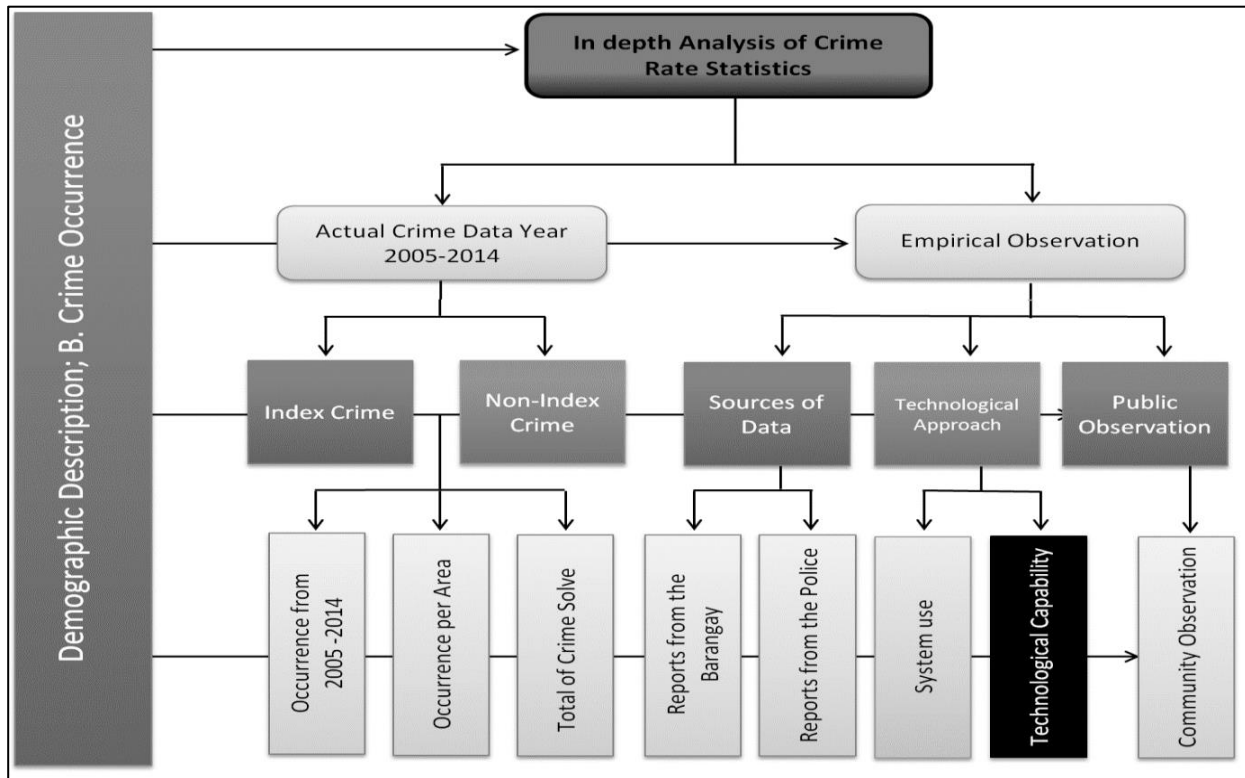 Demographic Description; B. Crime Occurrence
In depth Analysis of Crime
Rate Statistics
Actual Crime Data Year
2005-2014
Empirical Observation
Index Crime
Non-Index
Crime
Sources of
Data
Technological
Approach
Public
Observation
Occurrence from
2005 -2014
Occurrence per Area
Total of Crime Solve
Reports from the
Barangay
Reports from the Police
System use
Technological Capability
Community Observation